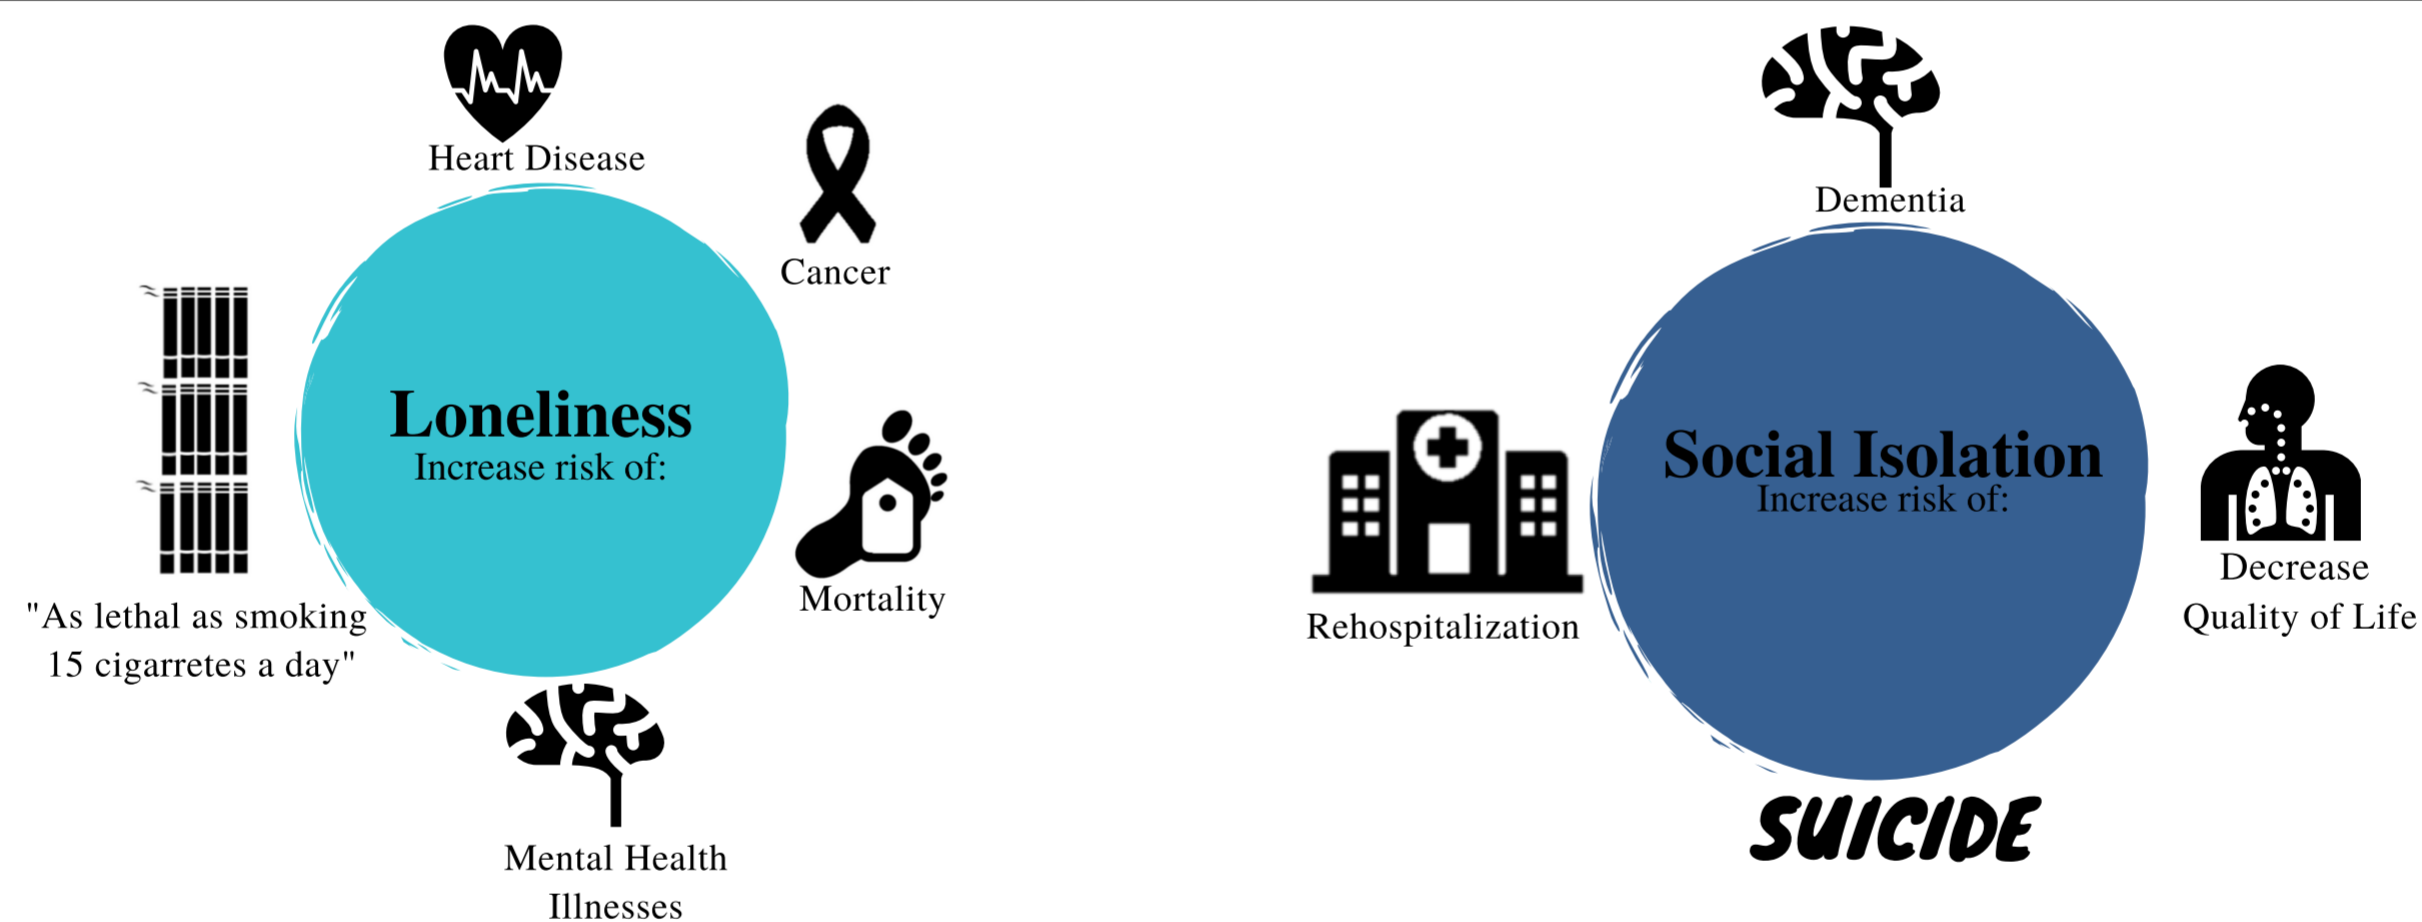 Heart Disease
Cancer
Loneliness
Increase risk of:
Mortality
"As lethal as smoking
15 cigarretes a day"
Mental Health
Illnesses
Dementia
Social Isolation
Increase risk of:
Rehospitalization
Decrease
Quality of Life
SUICIDE